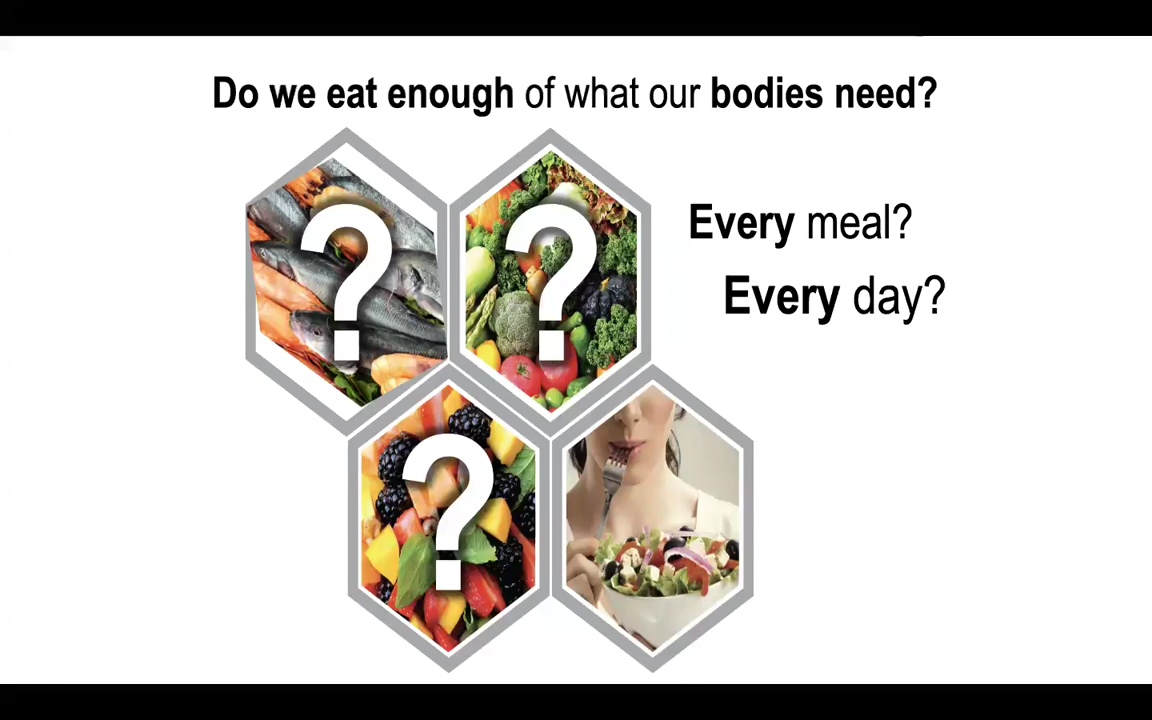 Do we eat enough of what our bodies need?
Every meal?
Every day?
?
?
?